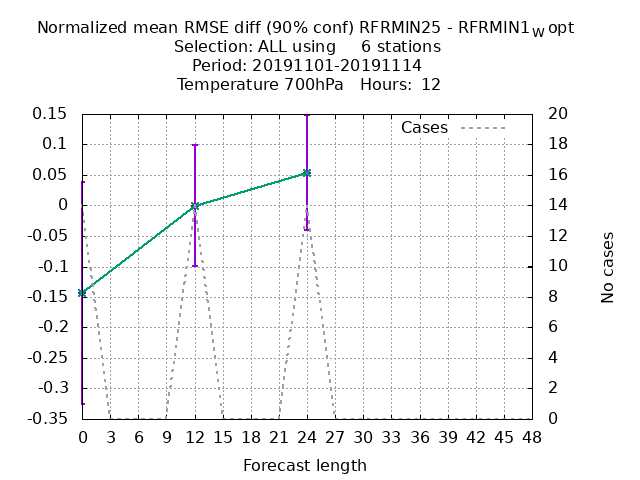 Normalized mean RMSE diff (90% conf) RFRMIN25 - RFRMIN1wopt
Selection: ALL using 6 stations
Period: 20191101-20191114
Temperature 700hPa Hours: 12
Cases
0.15
0.1
0.05
0
-0.05
-0.1
-0.15
-0.2
-0.25
-0.3
-0.35
20
18
16
14
12
10
8
6
4
2
0
No cases
0 3 6 9 12 15 18 21 24 27 30 33 36 39 42 45 48
Forecast length